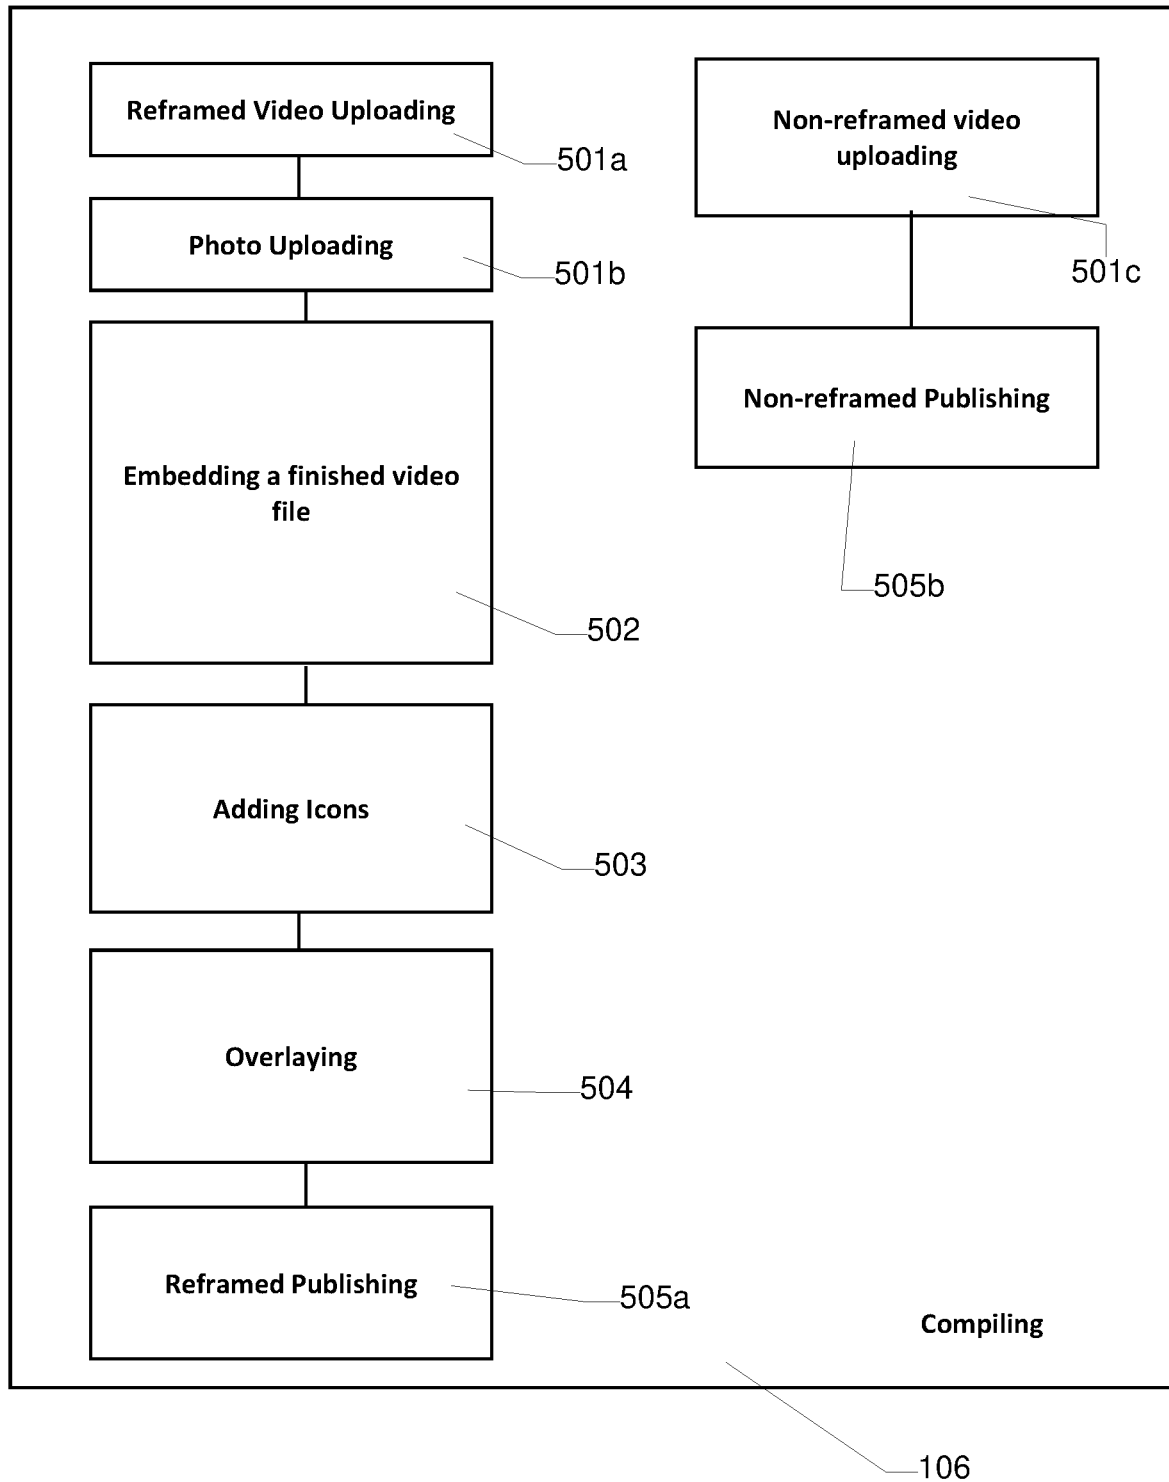 Reframed Video Uploading
501a
Photo Uploading
501b
Embedding a finished video
file
502
Adding Icons
503
Overlaying
504
Reframed Publishing
505a
Non-reframed video
uploading
501c
Non-reframed Publishing
505b
Compiling
106